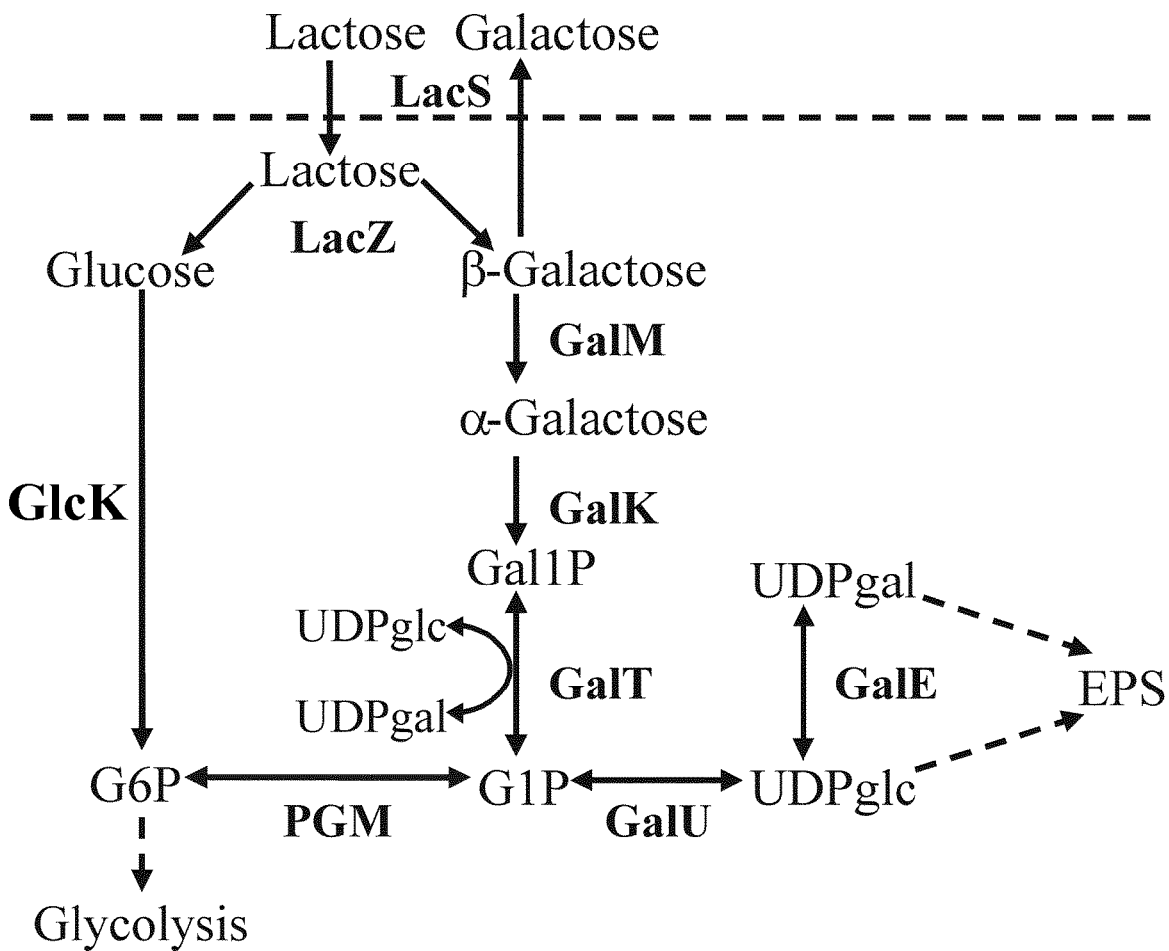 Lactose Galactose
LacS
Lactose
LacZ
Glucose
β-Galactose
GalM
α-Galactose
GlcK
GalK
Gal1P
UDPgal
UDPglc
GalT
GalE
EPS
UDPgal
G6P
G1P
UDPglc
PGM
GalU
Glycolysis